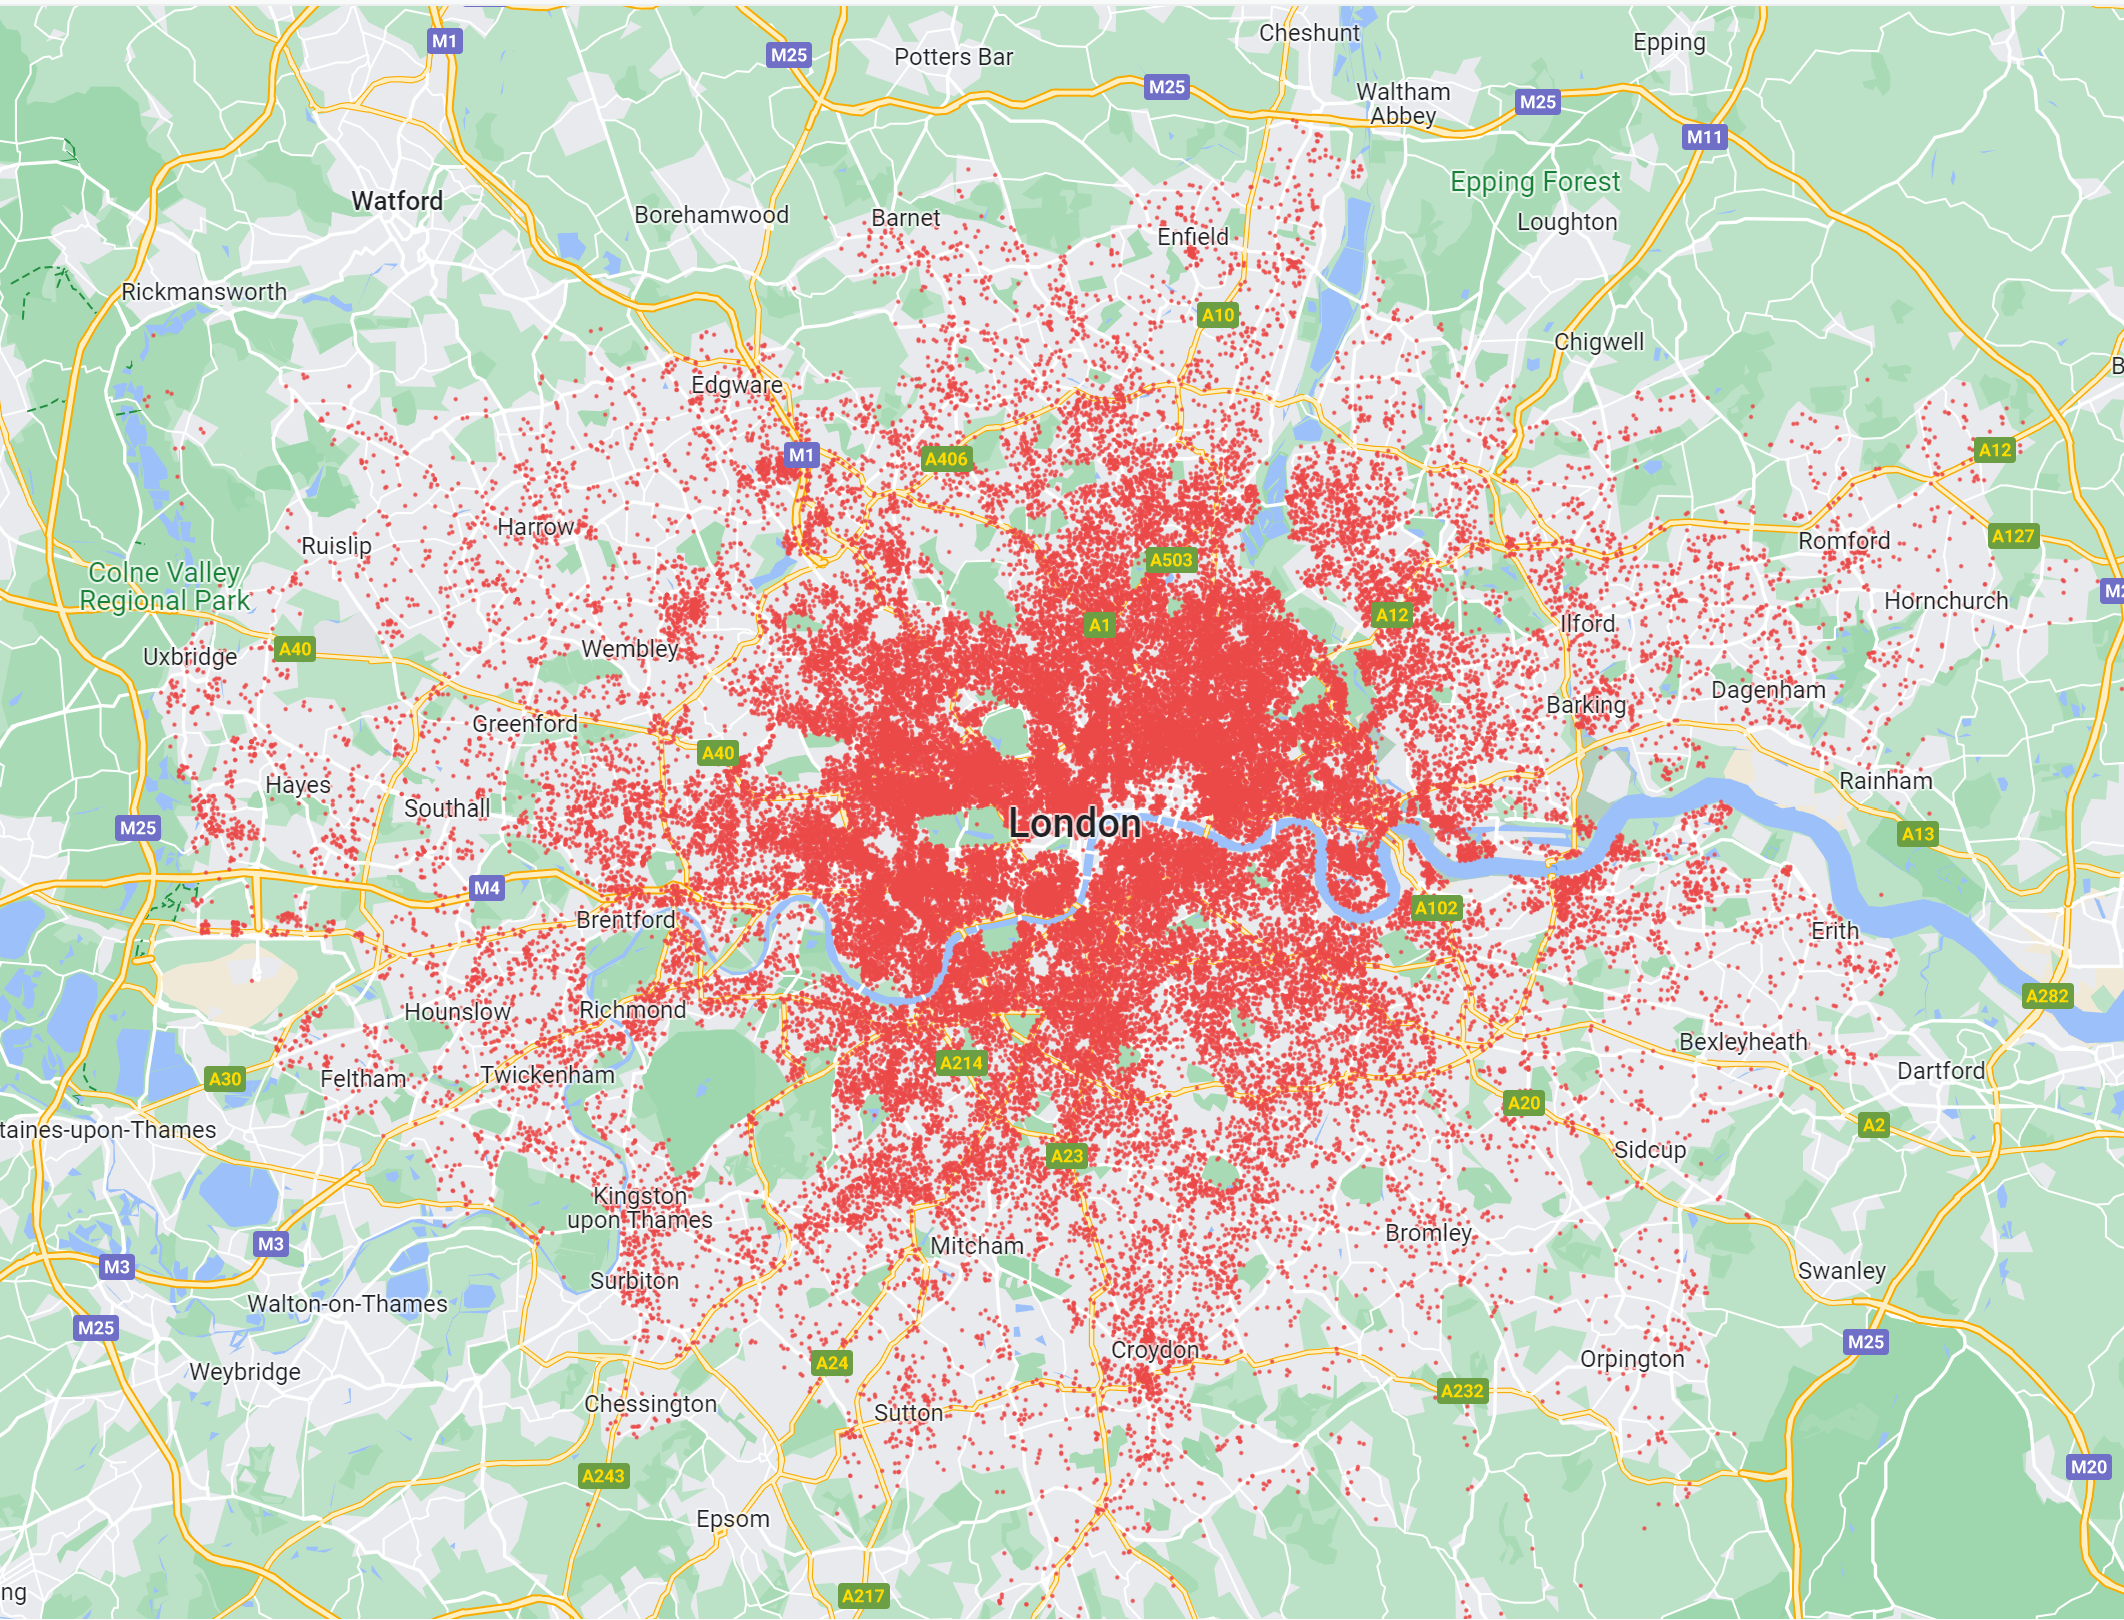 Cheshunt
M1
Epping
M25
Potters Bar
M25
Waltham
Abbey
M25
M11
Epping Forest
Watford
Borehamwood
Barnet
Loughton
Enfield
Rickmansworth
A10
Chigwell
B
Edgware
M1
A406
A12
Harrow
Ruislip
A127
Romford
A503
Colne Valley
Regional Park
M2
Hornchurch
A12
A1
Ilford
A40
Wembley
Uxbridge
Dagenham
Barking
Greenford
A40
Hayes
Rainham
Southall
London
M25
A13
M4
A102
Brentford
Erith
A282
Hounslow
Richmond
Bexleyheath
A214
Dartford
A30
Feltham
Twickenham
A20
A2
taines-upon-Thames
Sidcup
A23
Kingston
upon Thames
Bromley
M3
Mitcham
M3
Swanley
Surbiton
Walton-on-Thames
M25
M25
Croydon
Orpington
A24
Weybridge
A232
Chessington
Sutton
M20
A243
Epsom
ng
A217